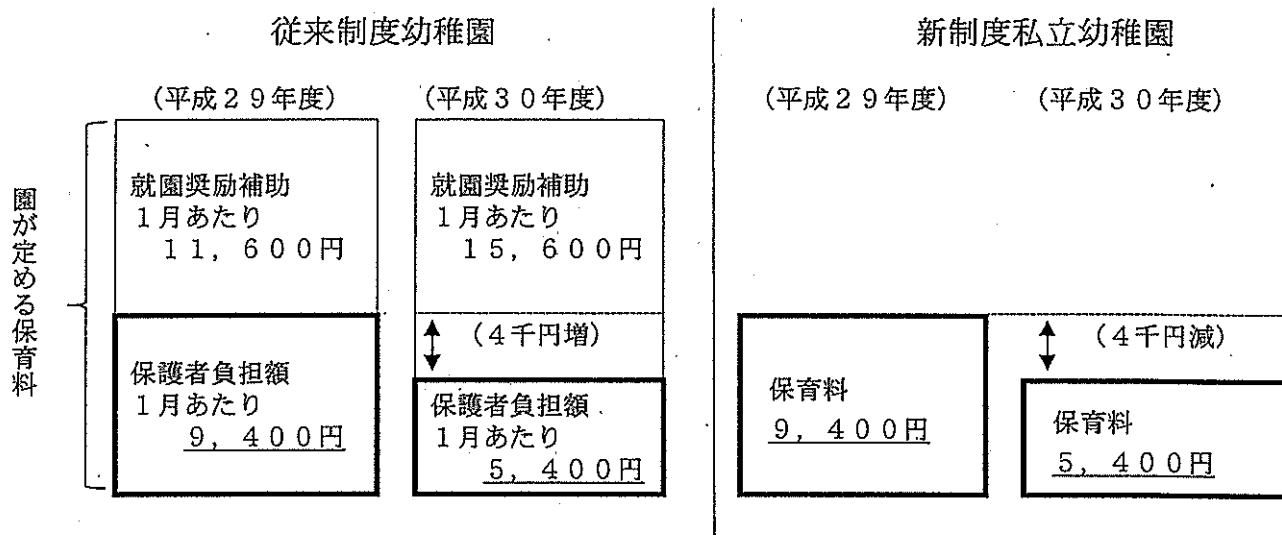 従来制度幼稚園
(平成29年度)
(平成30年度)
園が定める保育料
就園奨励補助
1月あたり
11,600円
保護者負担額
1月あたり
9,400円
就園奨励補助
1月あたり
15,600円
(4千円増)
保護者負担額
1月あたり
5,400円
新制度私立幼稚園
(平成29年度)
(平成30年度)
保育料
9,400円
(4千円減)
保育料
5,400円